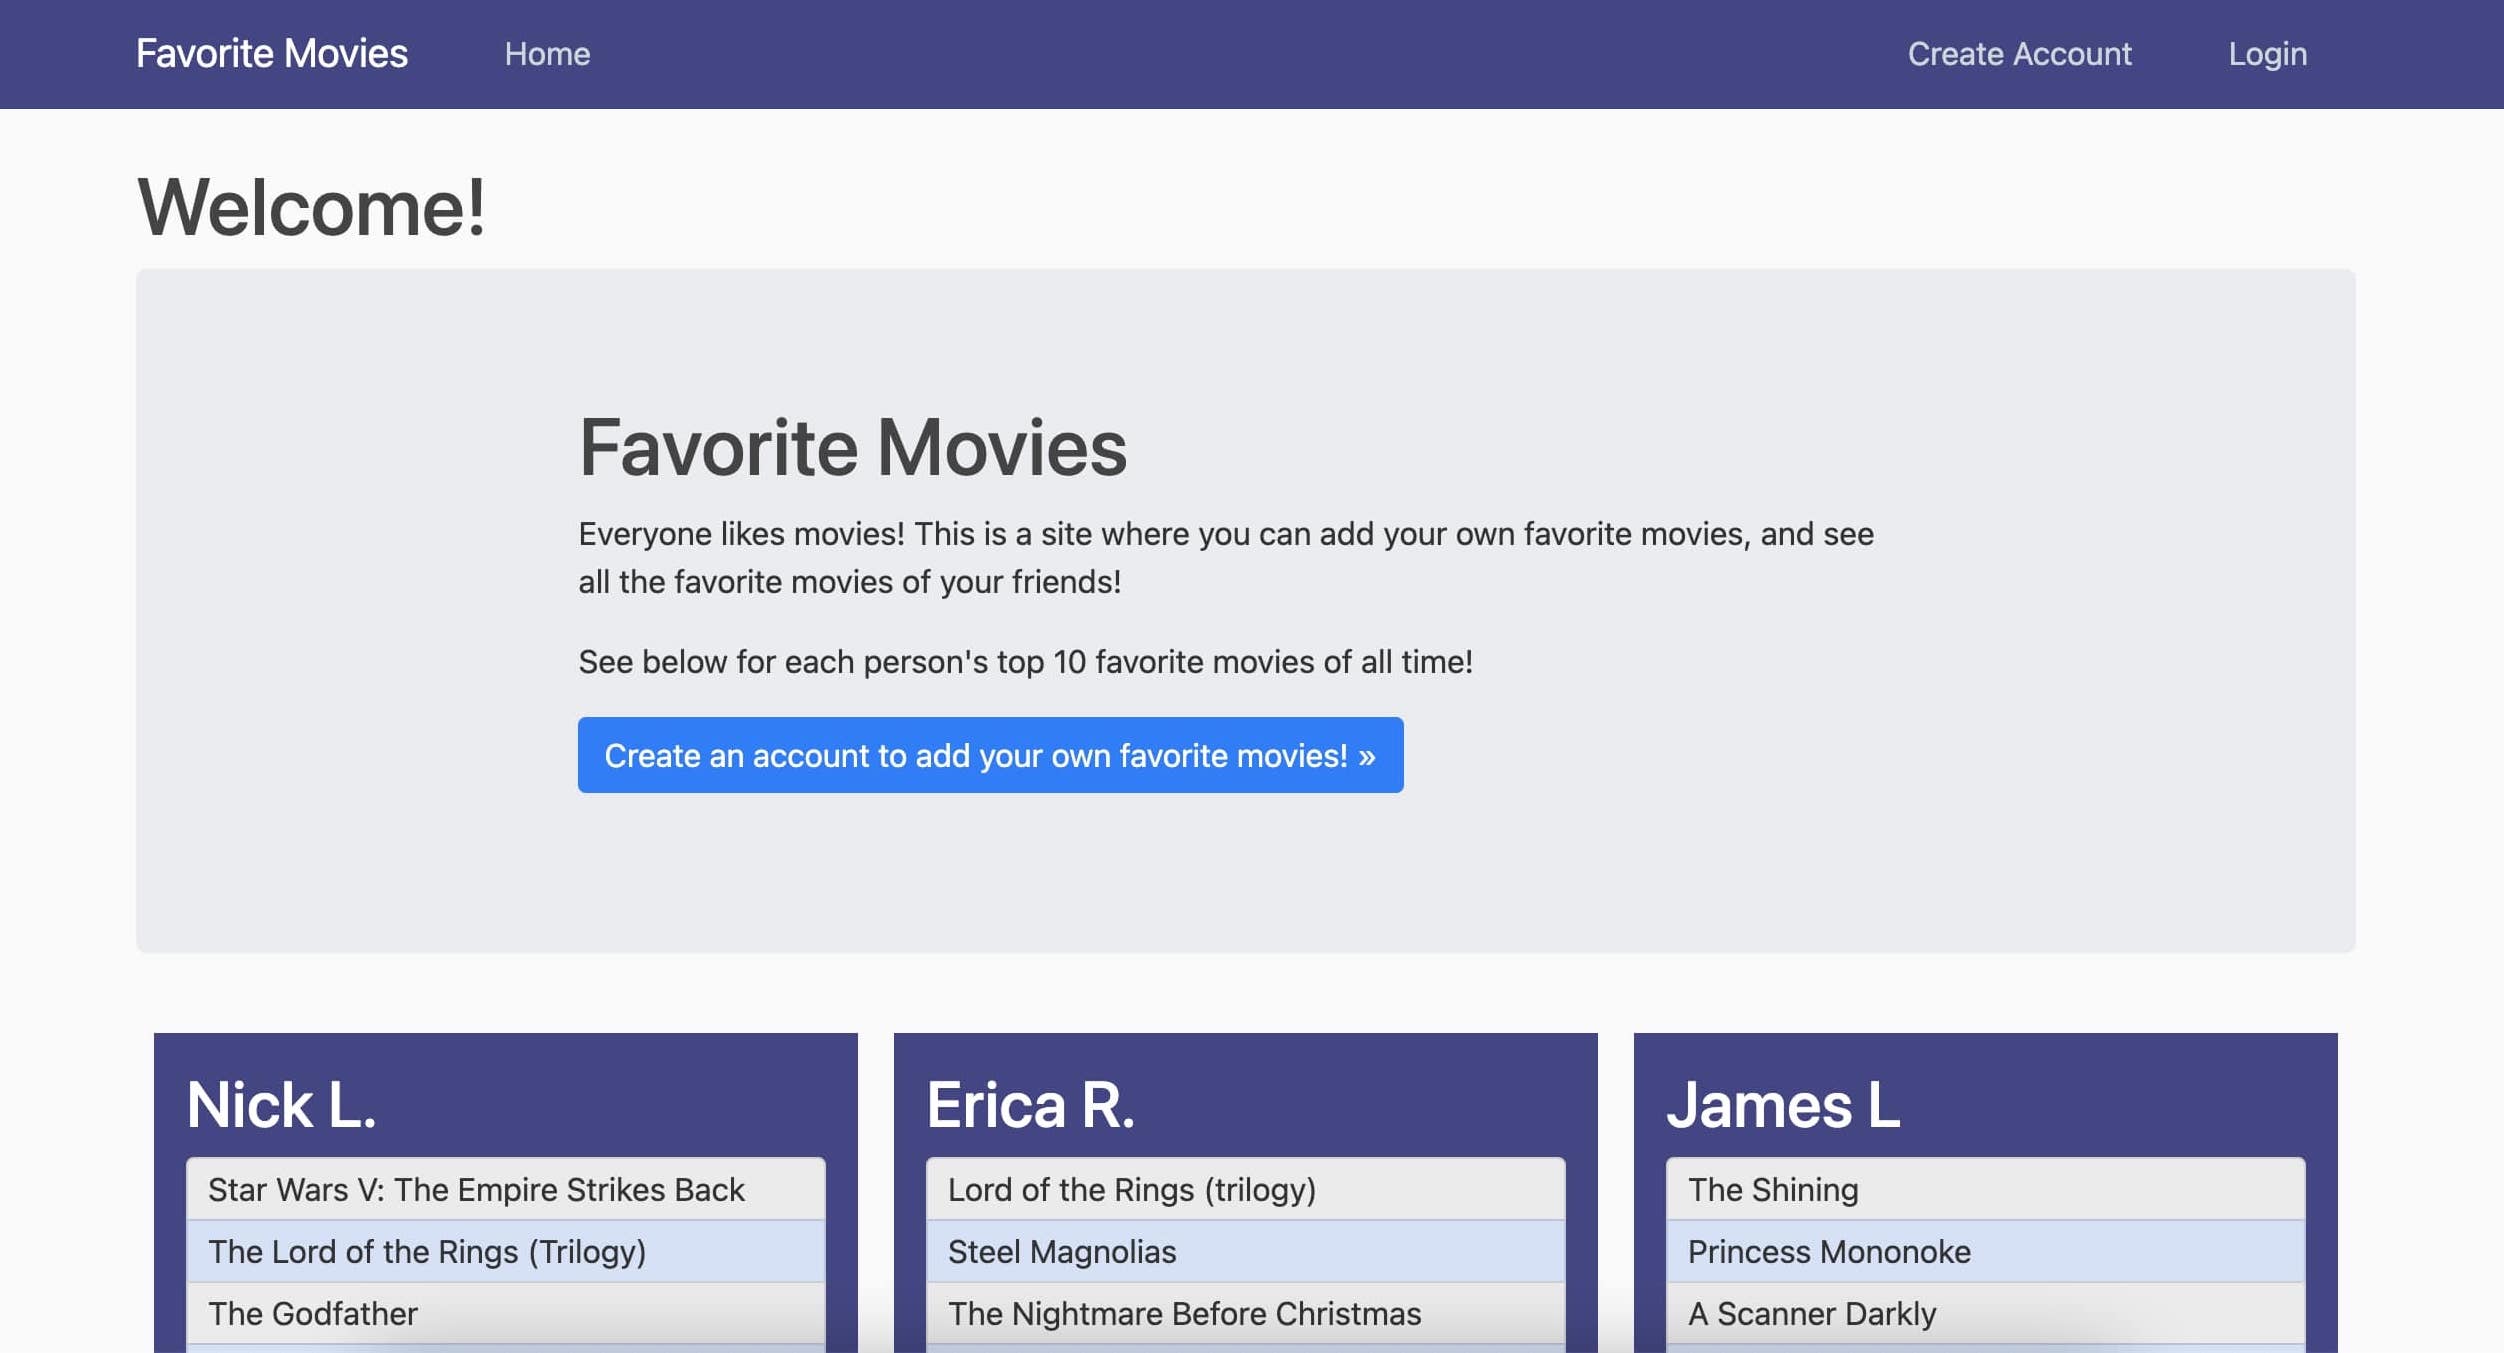 Favorite Movies Home Create Account Login
Welcome!
Favorite Movies
Everyone likes movies! This is a site where you can add your own favorite movies, and see
all the favorite movies of your friends!
See below for each person's top 10 favorite movies of all time!
Create an account to add your own favorite movies! »
Nick L.
Star Wars V: The Empire Strikes Back
The Lord of the Rings (Trilogy)
The Godfather
Erica R.
Lord of the Rings (trilogy)
Steel Magnolias
The Nightmare Before Christmas
James L
The Shining
Princess Mononoke
A Scanner Darkly